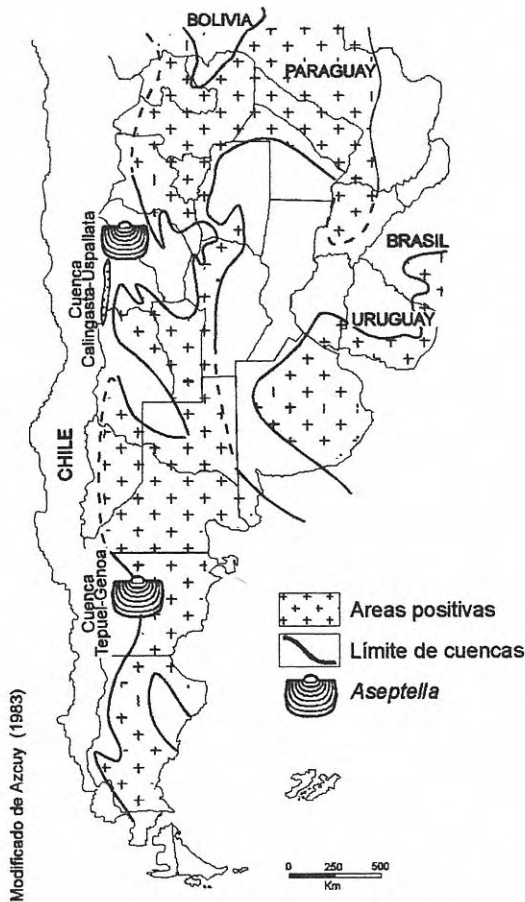 BOLIVIA
PARAGUAY
BRASIL
URUGUAY
Cuenca
Calingasta-Uspallata
CHILE
Cuenca
Tepuel-Genoa
Areas positivas
Límite de cuencas
Aseptella
Modificado de Azcuy (1983)
0 250 500
Km